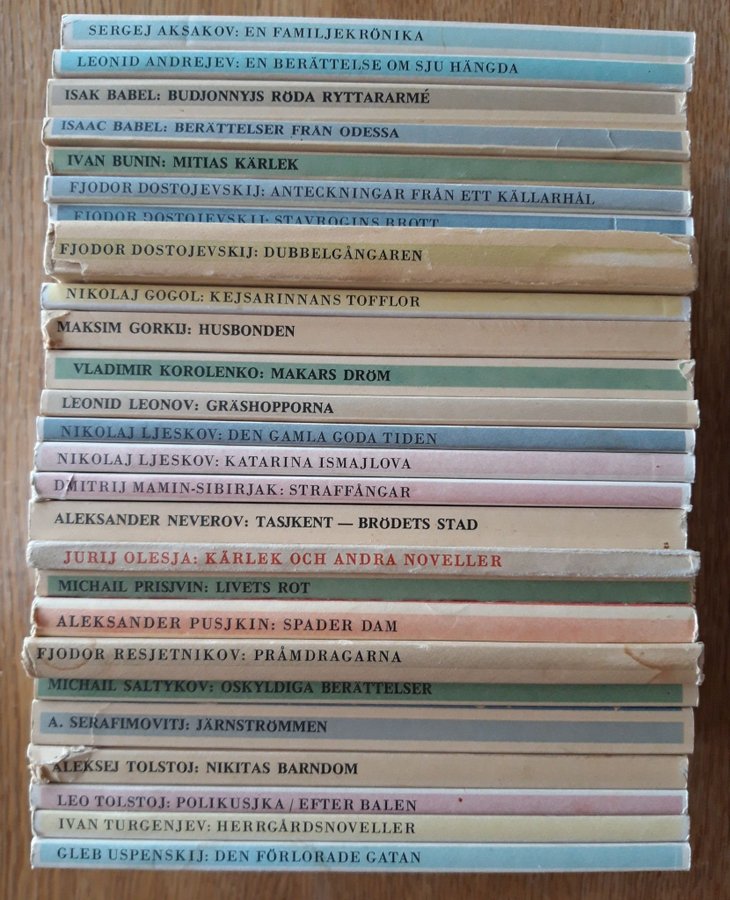 SERGEJ AKSAKOV: EN FAMILJEKRÖNIKA
LEONID ANDREJEV: EN BERÄTTELSE OM SJU HÄNGDA
ISAK BABEL: BUDJONNYJS RÖDA RYTTARARMÉ
ISAAC BABEL: BERÄTTELSER FRÅN ODESSA
IVAN BUNIN: MITIAS KÄRLEK
FJODOR DOSTOJEVSKIJ: ANTECKNINGAR FRÅN ETT KÄLLARHÅL
FJODOR DOSTOJEVSKIJ: STAVROGINS BROTT
FJODOR DOSTOJEVSKIJ: DUBBELGÅNGAREN
NIKOLAJ GOGOL: KEJSARINNANS TOFFLOR
MAKSIM GORKIJ: HUSBONDEN
VLADIMIR KOROLENKO: MAKARS DRÖM
LEONID LEONOV: GRÄSHOPPORNA
NIKOLAJ LJESKOV: DEN GAMLA GODA TIDEN
NIKOLAJ LJESKOV: KATARINA ISMAJLOVA
DMITRIJ MAMIN-SIBIRJAK: STRAFFÅNGAR
ALEKSANDER NEVEROV: TASJKENT — BRÖDETS STAD
JURIJ OLESJA: KÄRLEK OCH ANDRA NOVELLER
MICHAIL PRISJVIN: LIVETS ROT
ALEKSANDER PUSJKIN: SPADER DAM
FJODOR RESJETNIKOV: PRÅMDRAGARNA
MICHAIL SALTYKOV: OSKYLDIGA BERÄTTELSER
A. SERAFIMOVITJ: JÄRNSTRÖMMEN
ALEKSEJ TOLSTOJ: NIKITAS BARNDOM
LEO TOLSTOJ: POLIKUSJKA / EFTER BALEN
IVAN TURGENJEV: HERRGÅRDSNOVELLER
GLEB USPENSKIJ: DEN FÖRLORADE GATAN